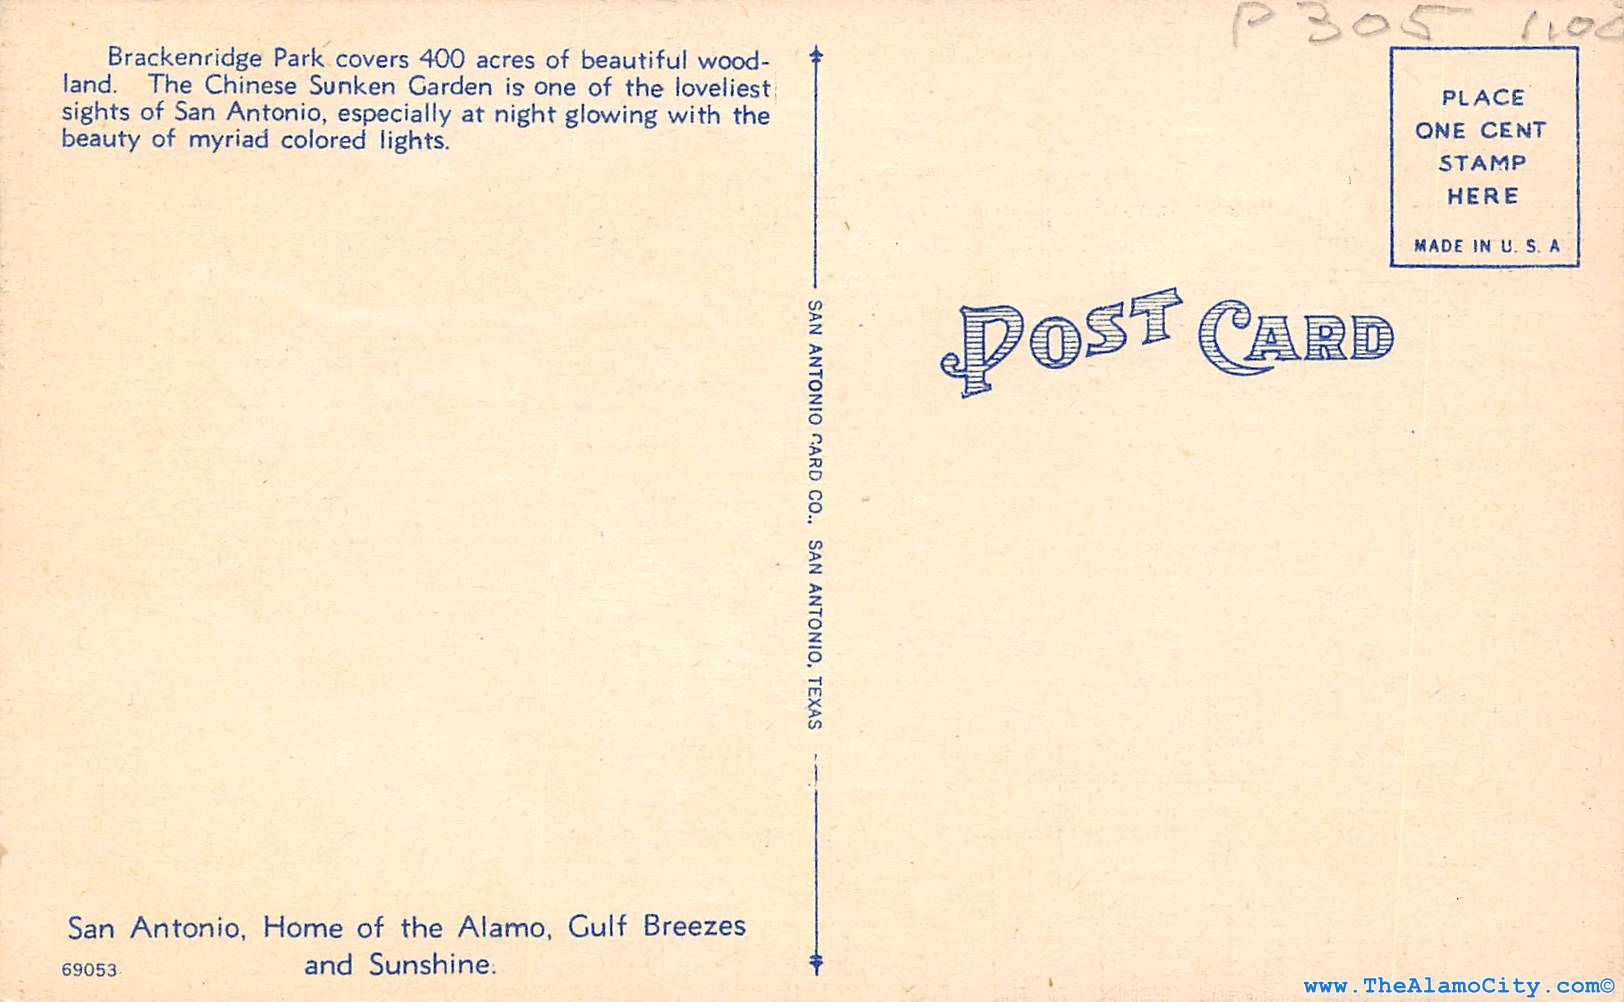 P 305 1.00
Brackenridge Park covers 400 acres of beautiful wood-
land. The Chinese Sunken Garden is one of the loveliest
sights of San Antonio, especially at night glowing with the
beauty of myriad colored lights.
PLACE
ONE CENT
STAMP
HERE
MADE IN U. S. A
POST CARD
SAN ANTONIO CARD CO., SAN ANTONIO, TEXAS
San Antonio, Home of the Alamo, Gulf Breezes
and Sunshine.
69053
www.TheAlamoCity.com©